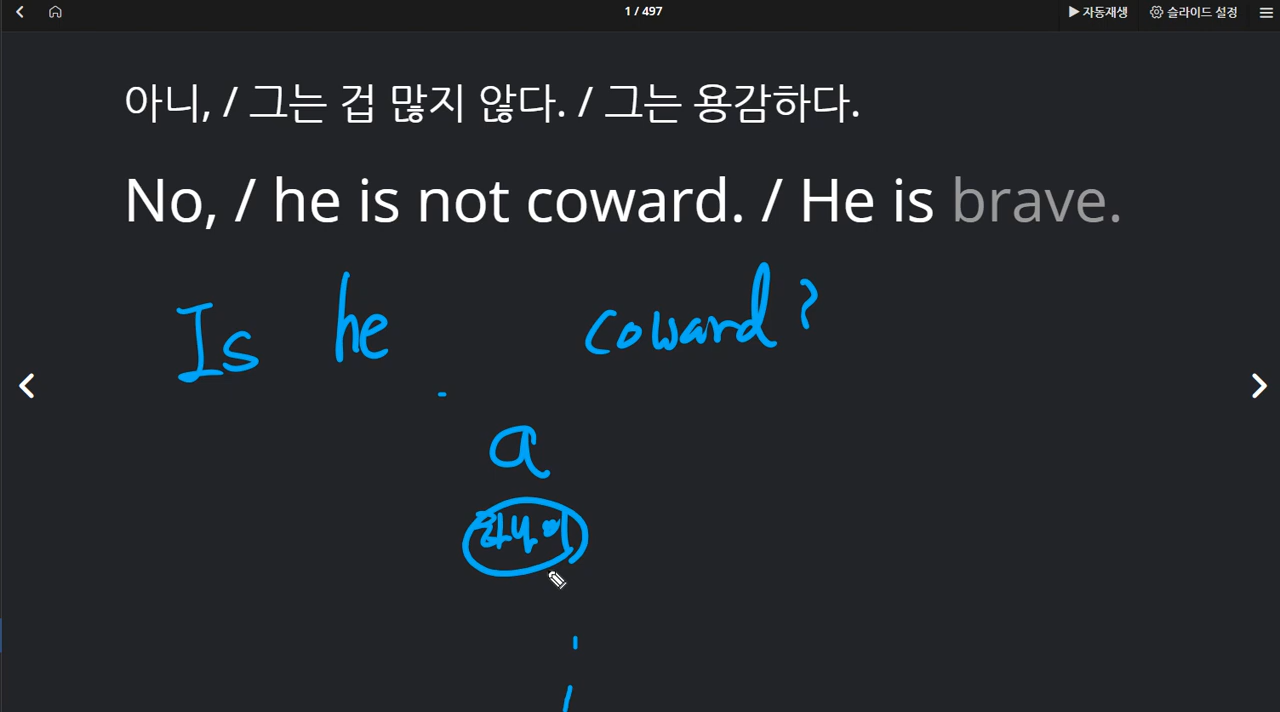 1 / 497
자동재생
슬라이드 설정
아니, / 그는 겁 많지 않다. / 그는 용감하다.
No, / he is not coward. / He is brave.
Is he coward?
a
하나의